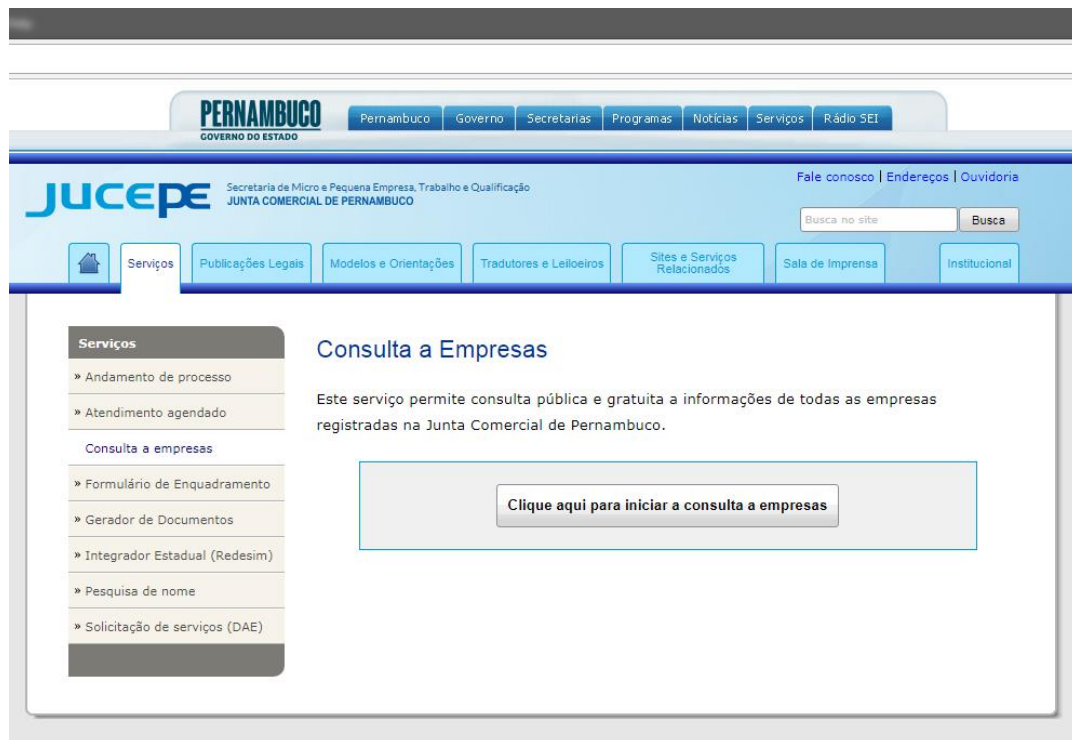 PERNAMBUCO
GOVERNO DO ESTADO
Pernambuco Governo Secretarias Programas Notícias Serviços Rádio SEI
JUCEPE
Secretaria de Micro e Pequena Empresa, Trabalho e Qualificação
JUNTA COMERCIAL DE PERNAMBUCO
Fale conosco | Endereços | Ouvidoria
Busca no site Busca
Serviços Publicações Legais Modelos e Orientações Tradutores e Leiloeiros Sites e Serviços Relacionados Sala de Imprensa Institucional
Serviços
» Andamento de processo
» Atendimento agendado
Consulta a empresas
» Formulário de Enquadramento
» Gerador de Documentos
» Integrador Estadual (Redesim)
» Pesquisa de nome
» Solicitação de serviços (DAE)
Consulta a Empresas
Este serviço permite consulta pública e gratuita a informações de todas as empresas
registradas na Junta Comercial de Pernambuco.
Clique aqui para iniciar a consulta a empresas